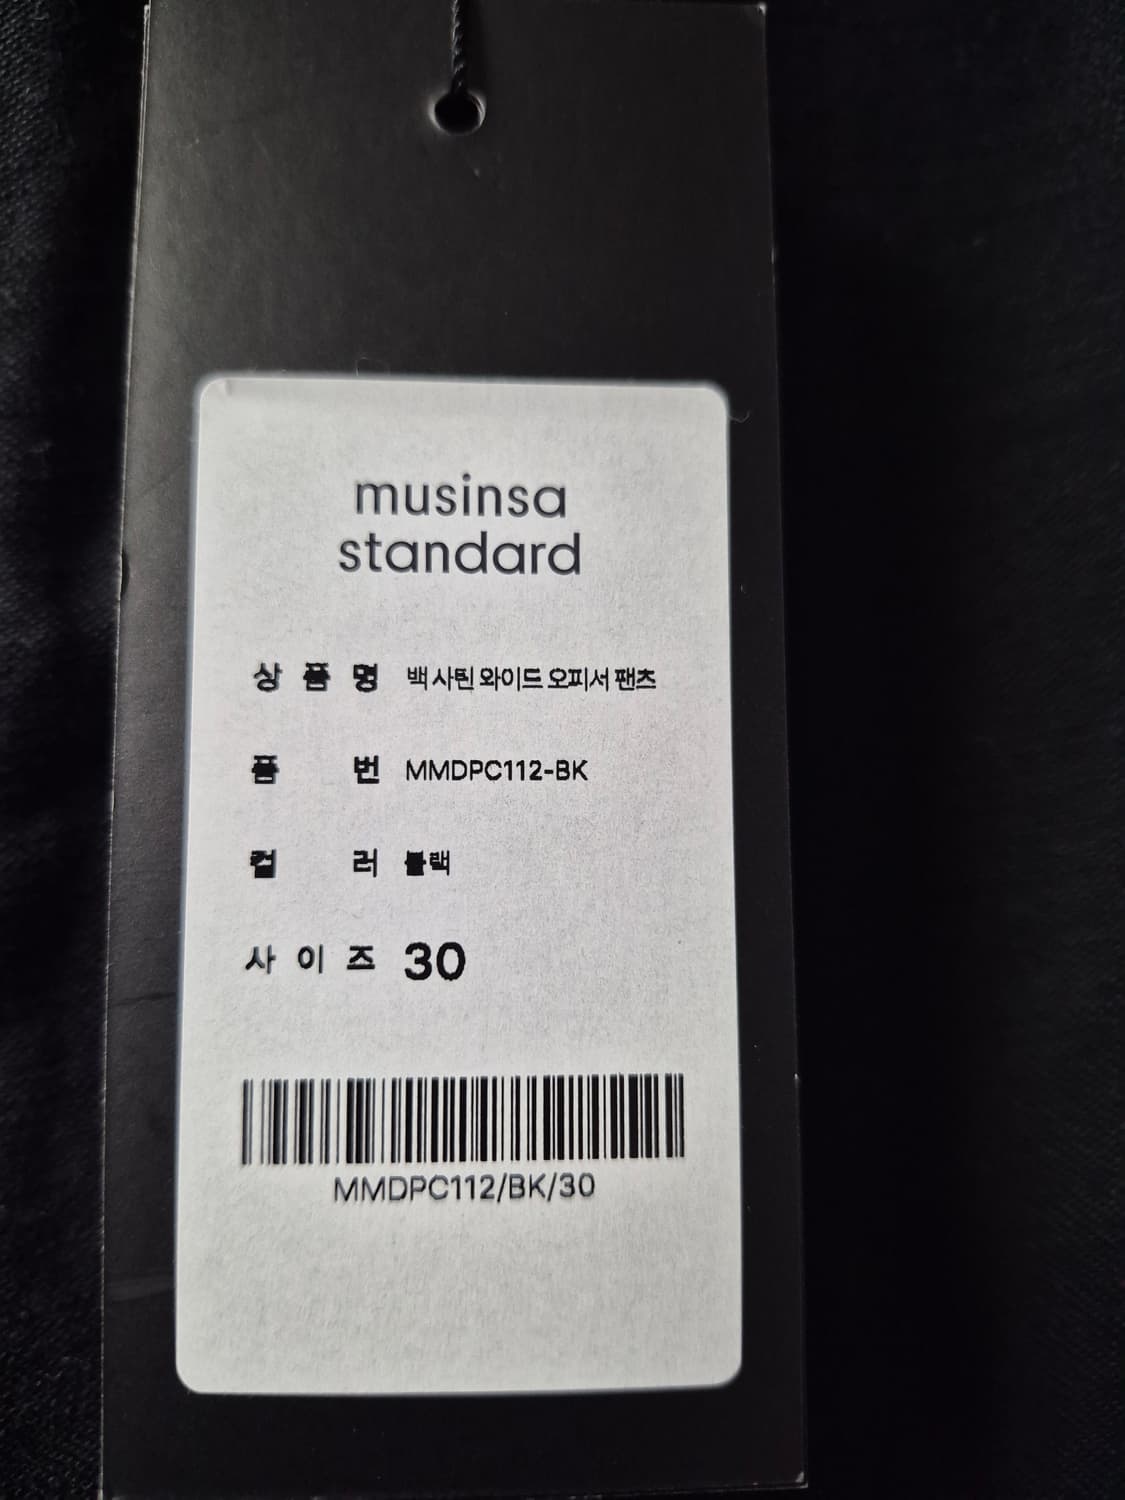 musinsa
standard
상 품 명 백 사틴 와이드 오피서 팬츠
품 번 MMDPC112-BK
컬 러 블랙
사 이 즈 30
MMDPC112/BK/30